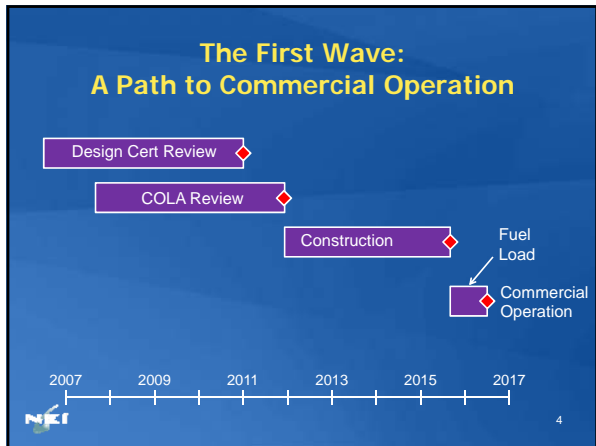 The First Wave:
A Path to Commercial Operation
Design Cert Review
COLA Review
Construction
Fuel
Load
Commercial
Operation
2007 2009 2011 2013 2015 2017
NEI
4